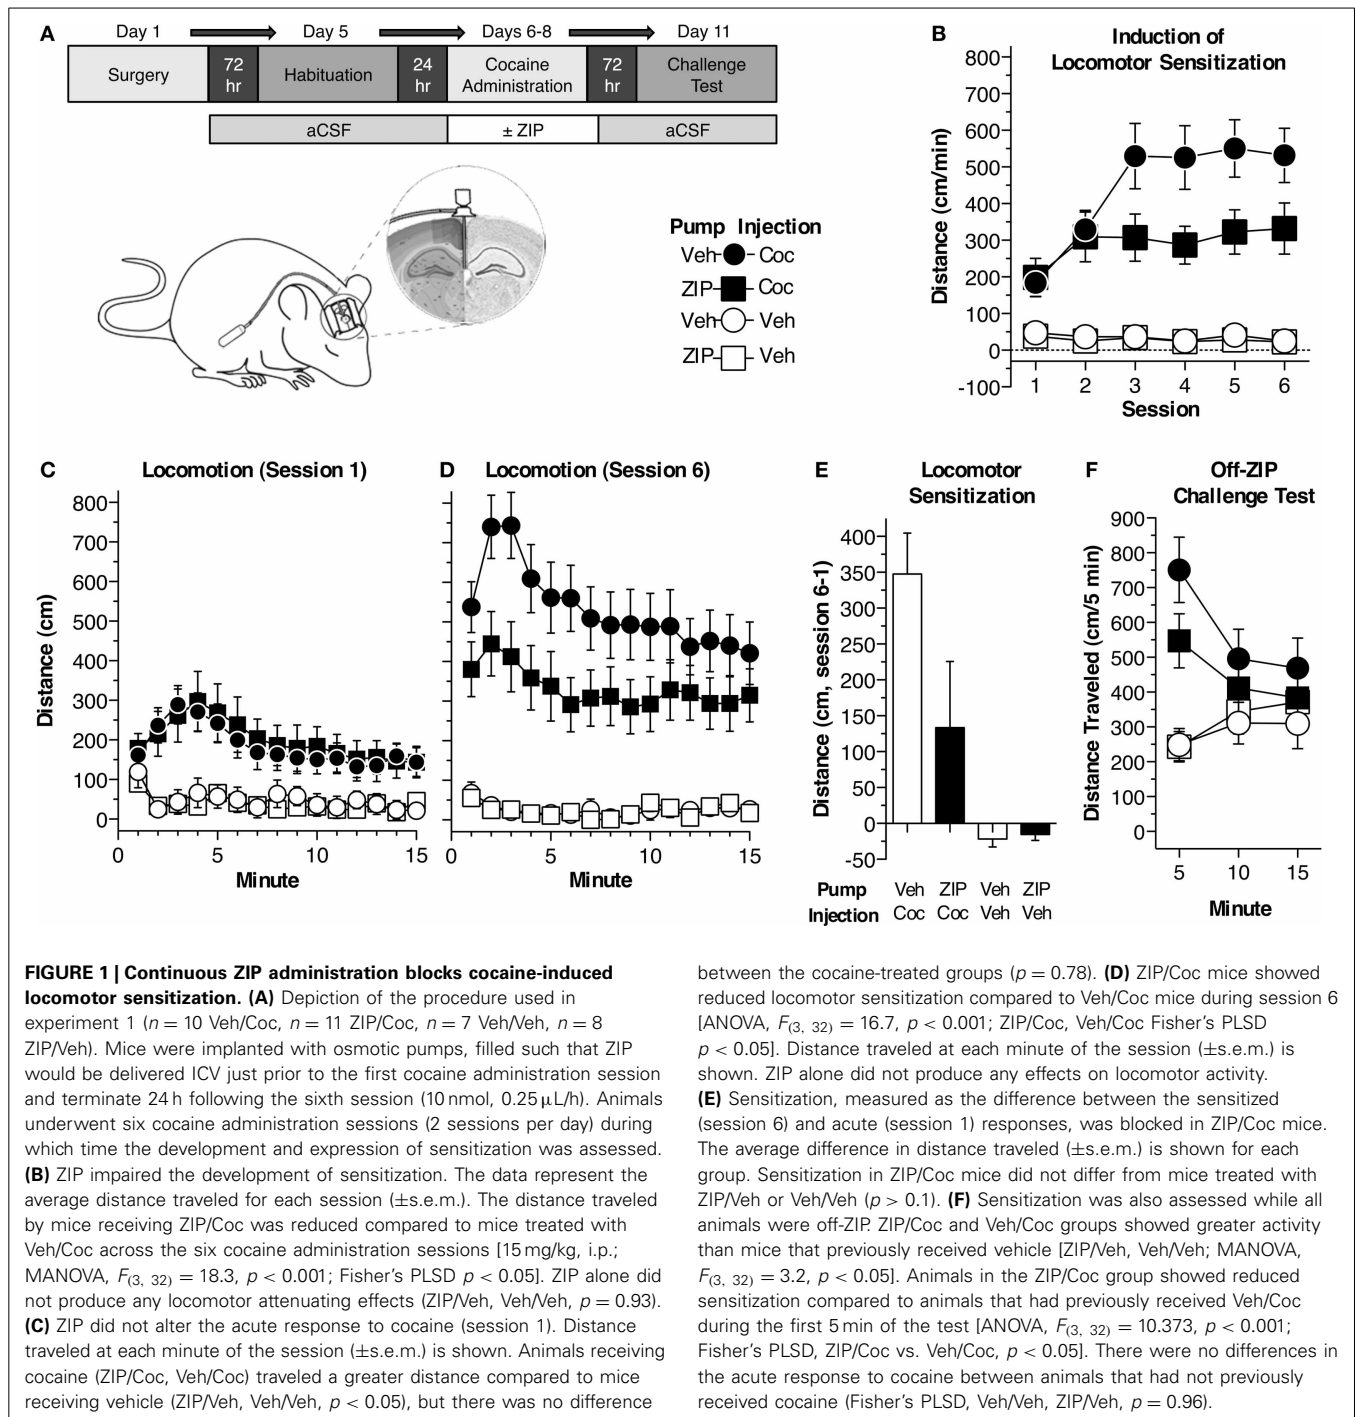 A
Day 1
Day 5
Days 6-8
Day 11
Surgery
72
hr
Habituation
24
hr
Cocaine
Administration
72
hr
Challenge
Test
aCSF
± ZIP
aCSF
Pump Injection
Veh Coc
ZIP Coc
Veh Veh
ZIP Veh
B
Induction of
Locomotor Sensitization
Distance (cm/min)
800
700
600
500
400
300
200
100
0
-100
1 2 3 4 5 6
Session
C
Locomotion (Session 1)
Distance (cm)
800
700
600
500
400
300
200
100
0
0 5 10 15
Minute
D
Locomotion (Session 6)
0 5 10 15
Minute
E
Locomotor
Sensitization
Distance (cm, session 6-1)
400
350
300
250
200
150
100
50
0
-50
Pump Veh ZIP Veh ZIP
Injection Coc Coc Veh Veh
F
Off-ZIP
Challenge Test
Distance Traveled (cm/5 min)
900
800
700
600
500
400
300
200
100
0
5 10 15
Minute
FIGURE 1 | Continuous ZIP administration blocks cocaine-induced
locomotor sensitization. (A) Depiction of the procedure used in
experiment 1 (n = 10 Veh/Coc, n = 11 ZIP/Coc, n = 7 Veh/Veh, n = 8
ZIP/Veh). Mice were implanted with osmotic pumps, filled such that ZIP
would be delivered ICV just prior to the first cocaine administration session
and terminate 24 h following the sixth session (10 nmol, 0.25 μL/h). Animals
underwent six cocaine administration sessions (2 sessions per day) during
which time the development and expression of sensitization was assessed.
(B) ZIP impaired the development of sensitization. The data represent the
average distance traveled for each session (±s.e.m.). The distance traveled
by mice receiving ZIP/Coc was reduced compared to mice treated with
Veh/Coc across the six cocaine administration sessions [15 mg/kg, i.p.;
MANOVA, F(3, 32) = 18.3, p < 0.001; Fisher's PLSD p < 0.05]. ZIP alone did
not produce any locomotor attenuating effects (ZIP/Veh, Veh/Veh, p = 0.93).
(C) ZIP did not alter the acute response to cocaine (session 1). Distance
traveled at each minute of the session (±s.e.m.) is shown. Animals receiving
cocaine (ZIP/Coc, Veh/Coc) traveled a greater distance compared to mice
receiving vehicle (ZIP/Veh, Veh/Veh, p < 0.05), but there was no difference
between the cocaine-treated groups (p = 0.78). (D) ZIP/Coc mice showed
reduced locomotor sensitization compared to Veh/Coc mice during session 6
[ANOVA, F(3, 32) = 16.7, p < 0.001; ZIP/Coc, Veh/Coc Fisher's PLSD
p < 0.05]. Distance traveled at each minute of the session (±s.e.m.) is
shown. ZIP alone did not produce any effects on locomotor activity.
(E) Sensitization, measured as the difference between the sensitized
(session 6) and acute (session 1) responses, was blocked in ZIP/Coc mice.
The average difference in distance traveled (±s.e.m.) is shown for each
group. Sensitization in ZIP/Coc mice did not differ from mice treated with
ZIP/Veh or Veh/Veh (p > 0.1). (F) Sensitization was also assessed while all
animals were off-ZIP. ZIP/Coc and Veh/Coc groups showed greater activity
than mice that previously received vehicle [ZIP/Veh, Veh/Veh; MANOVA,
F(3, 32) = 3.2, p < 0.05]. Animals in the ZIP/Coc group showed reduced
sensitization compared to animals that had previously received Veh/Coc
during the first 5 min of the test [ANOVA, F(3, 32) = 10.373, p < 0.001;
Fisher's PLSD, ZIP/Coc vs. Veh/Coc, p < 0.05]. There were no differences in
the acute response to cocaine between animals that had not previously
received cocaine (Fisher's PLSD, Veh/Veh, ZIP/Veh, p = 0.96).